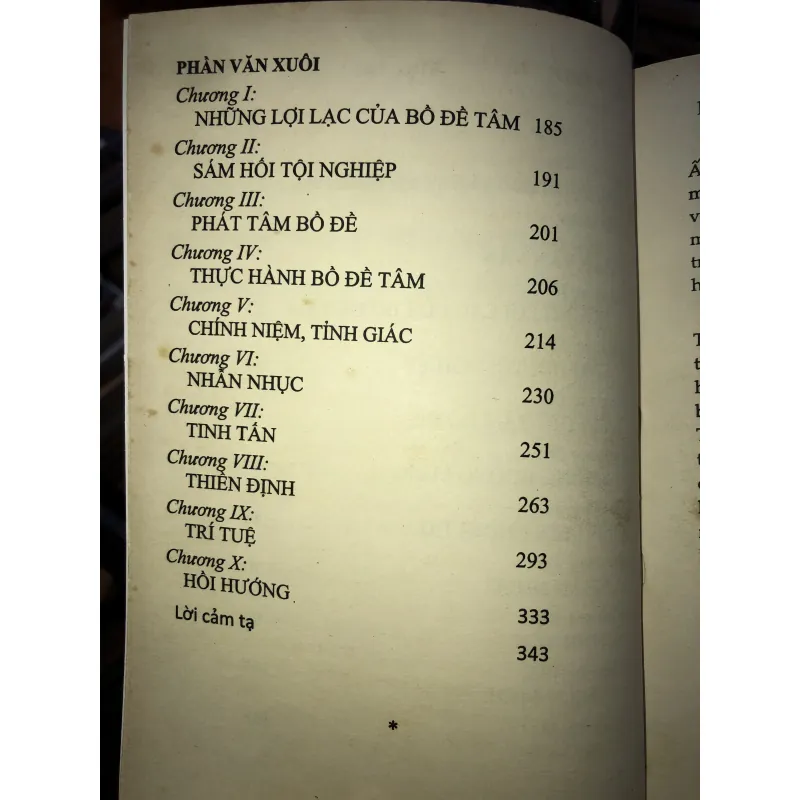 PHẦN VĂN XUÔI
Chương I:
NHỮNG LỢI LẠC CỦA BỒ ĐỀ TÂM 185
Chương II:
SÁM HỐI TỘI NGHIỆP 191
Chương III:
PHÁT TÂM BỒ ĐỀ 201
Chương IV:
THỰC HÀNH BỒ ĐỀ TÂM 206
Chương V:
CHÍNH NIỆM, TỈNH GIÁC 214
Chương VI:
NHẪN NHỤC 230
Chương VII:
TINH TẤN 251
Chương VIII:
THIỀN ĐỊNH 263
Chương IX:
TRÍ TUỆ 293
Chương X:
HỒI HƯỚNG 333
Lời cảm tạ 343
*